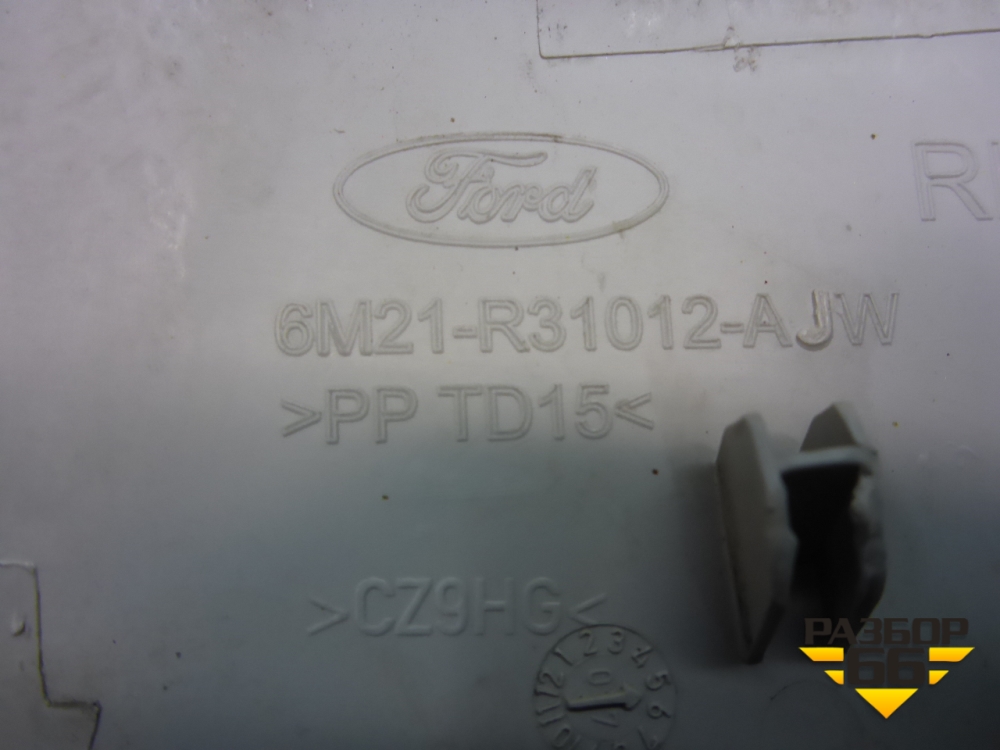 Ford
R
6M21-R31012-AJW
>PP TD15<
>CZ9HG<
РАЗБОР
66